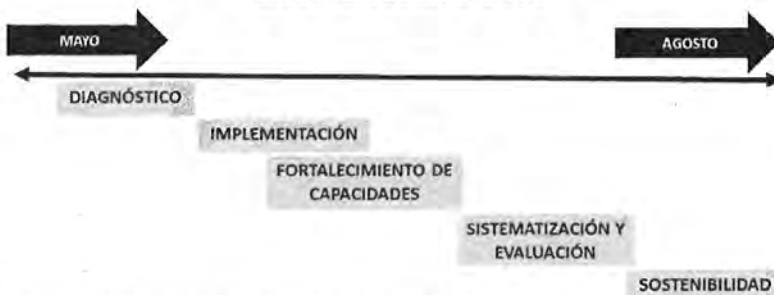 MAYO
AGOSTO
DIAGNÓSTICO
IMPLEMENTACIÓN
FORTALECIMIENTO DE
CAPACIDADES
SISTEMATIZACIÓN Y
EVALUACIÓN
SOSTENIBILIDAD